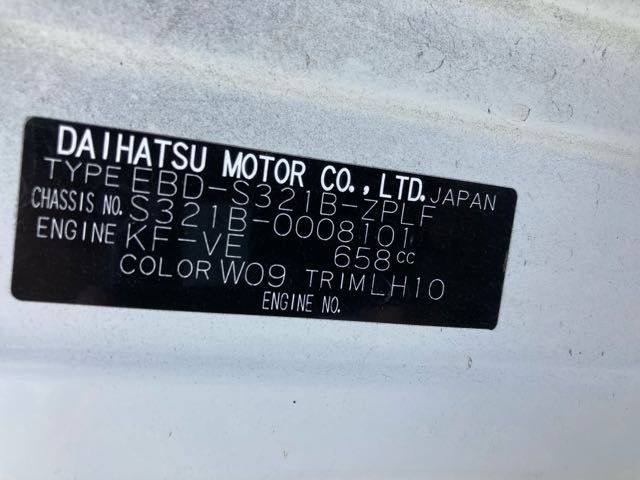 DAIHATSU MOTOR CO.,LTD. JAPAN
TYPE EBD-S321B-ZPLF
CHASSIS NO. S321B-0008101
ENGINE KF-VE 658cc
COLOR W09 TRIM LH10
ENGINE NO.